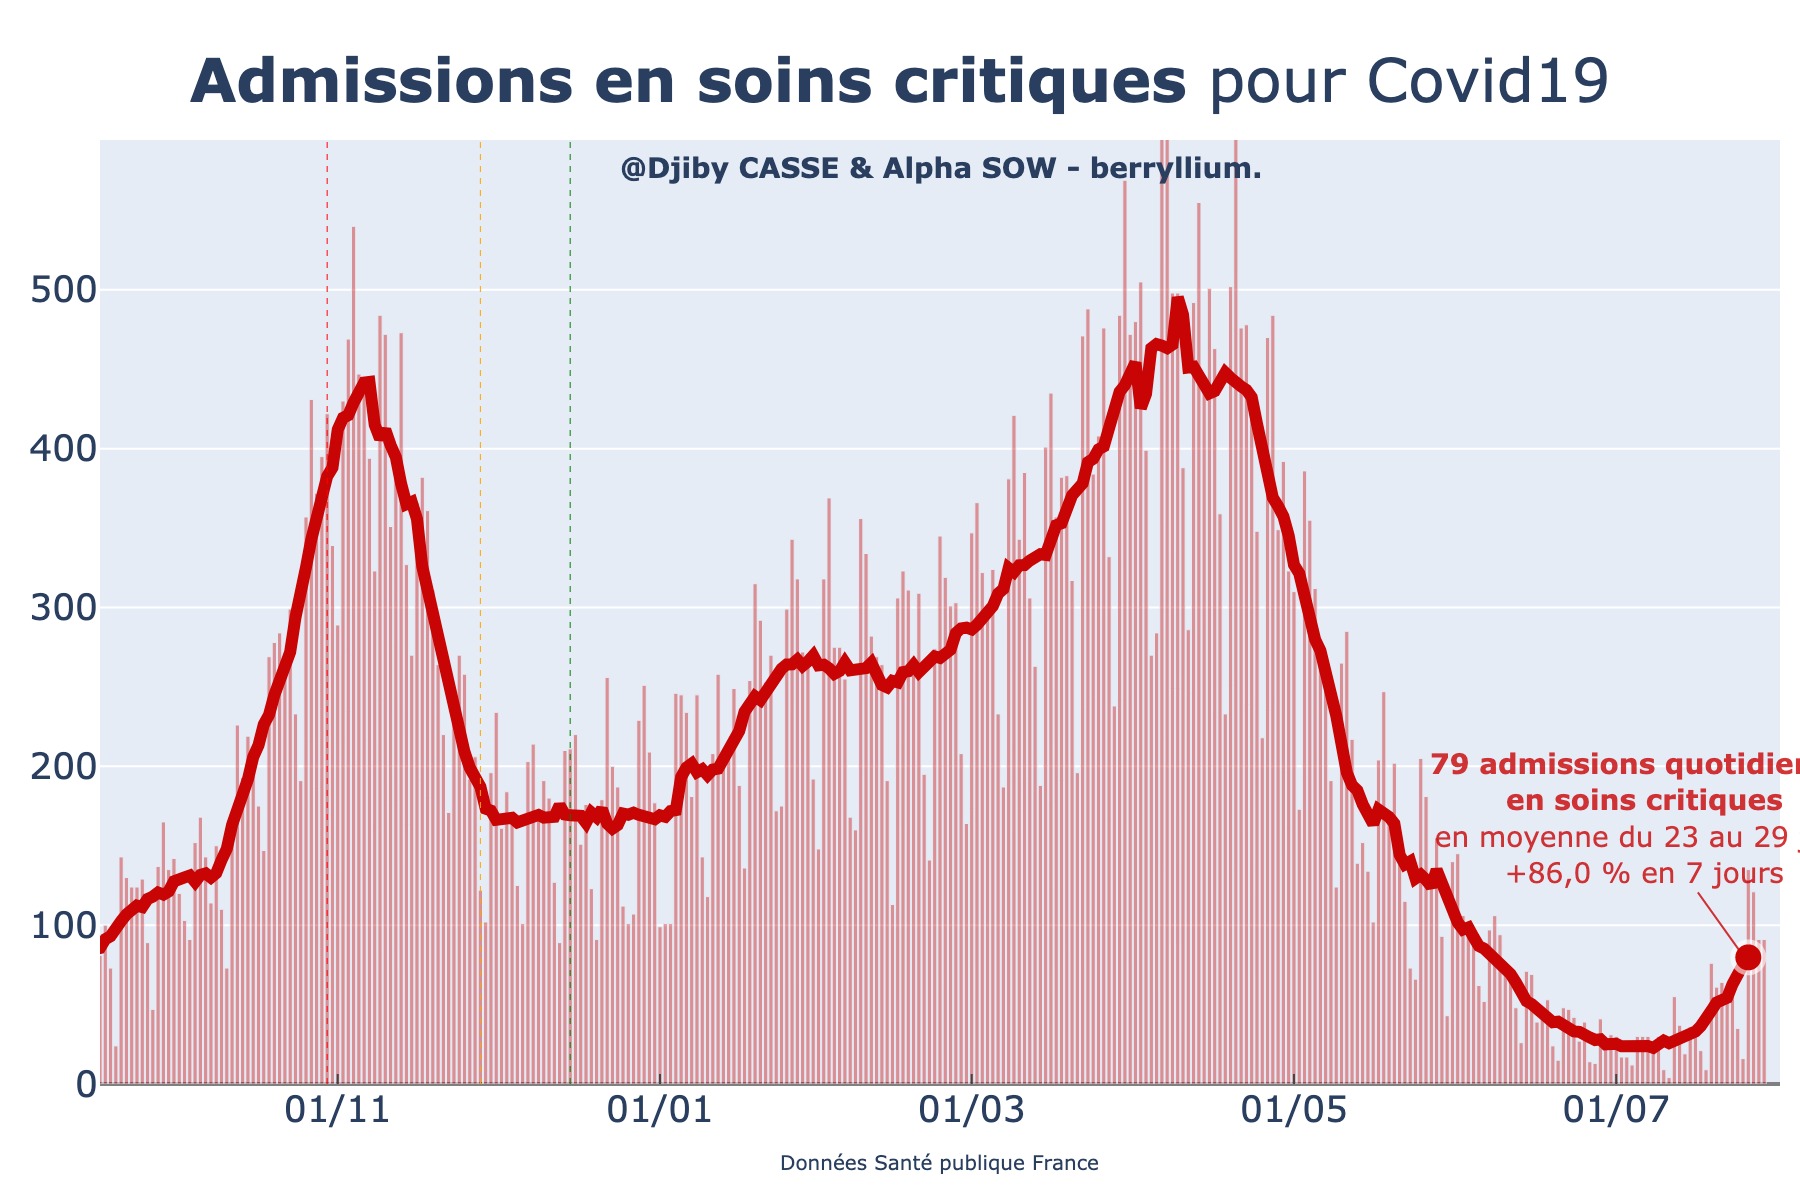 Admissions en soins critiques pour Covid19
@Djiby CASSE & Alpha SOW - berryllium.
500
400
300
200
100
0
79 admissions quotidien
en soins critiques
en moyenne du 23 au 29
+86,0 % en 7 jours
01/11
01/01
01/03
01/05
01/07
Données Santé publique France